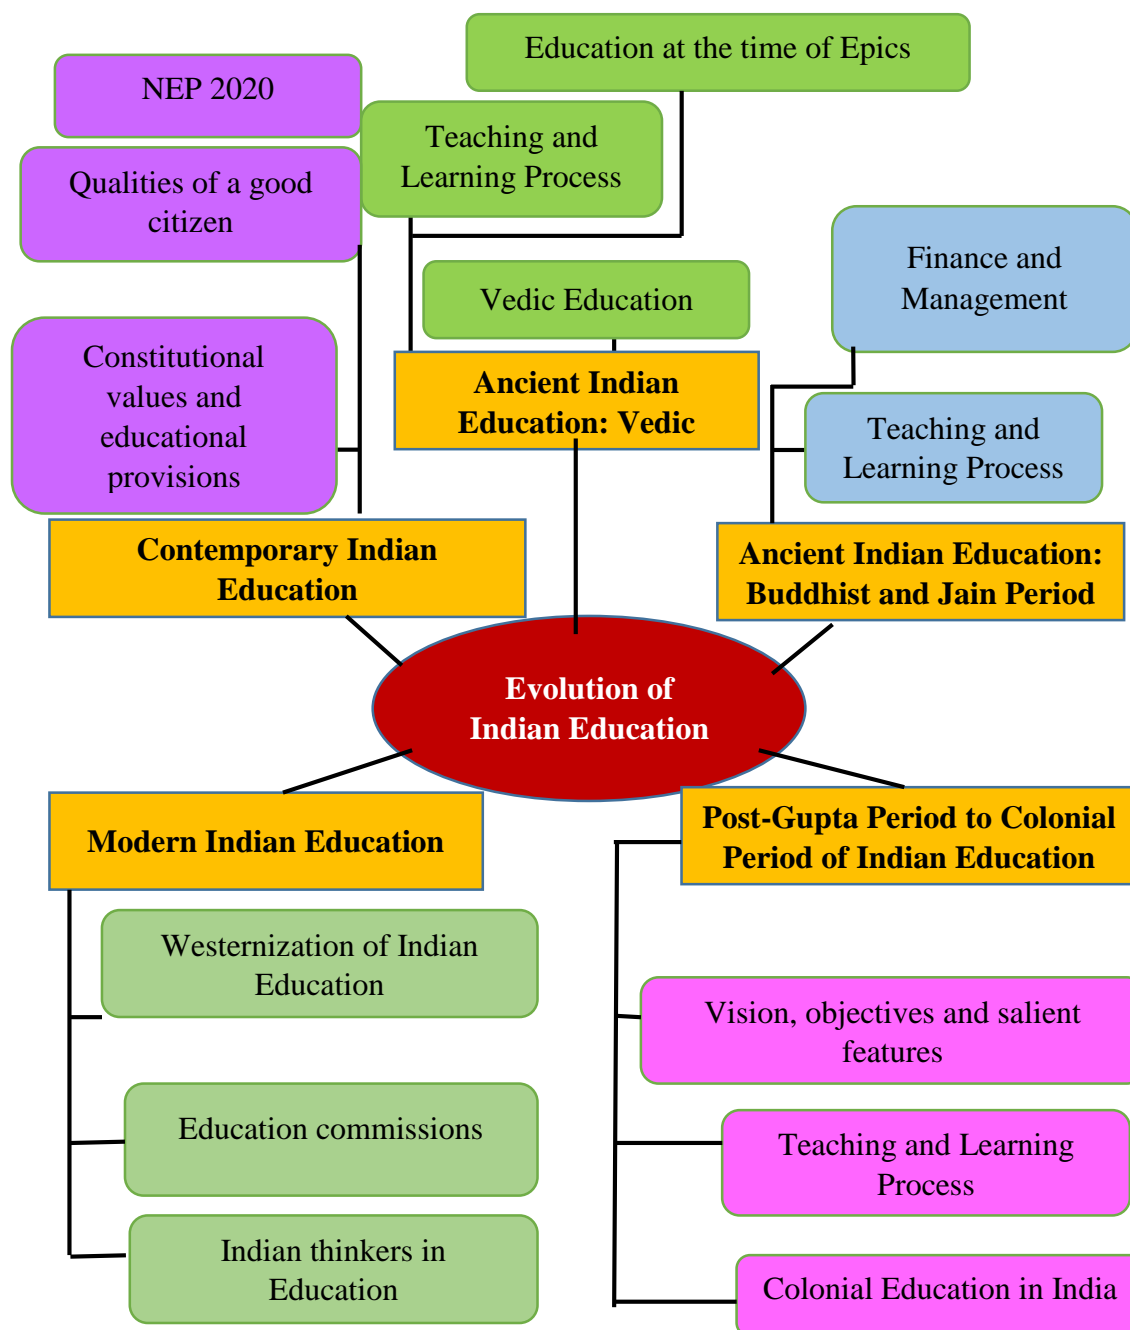 Education at the time of Epics
NEP 2020
Teaching and
Learning Process
Qualities of a good
citizen
Finance and
Management
Vedic Education
Constitutional
values and
educational
provisions
Ancient Indian
Education: Vedic
Teaching and
Learning Process
Contemporary Indian
Education
Ancient Indian Education:
Buddhist and Jain Period
Evolution of
Indian Education
Modern Indian Education
Post-Gupta Period to Colonial
Period of Indian Education
Westernization of Indian
Education
Vision, objectives and salient
features
Education commissions
Teaching and Learning
Process
Indian thinkers in
Education
Colonial Education in India